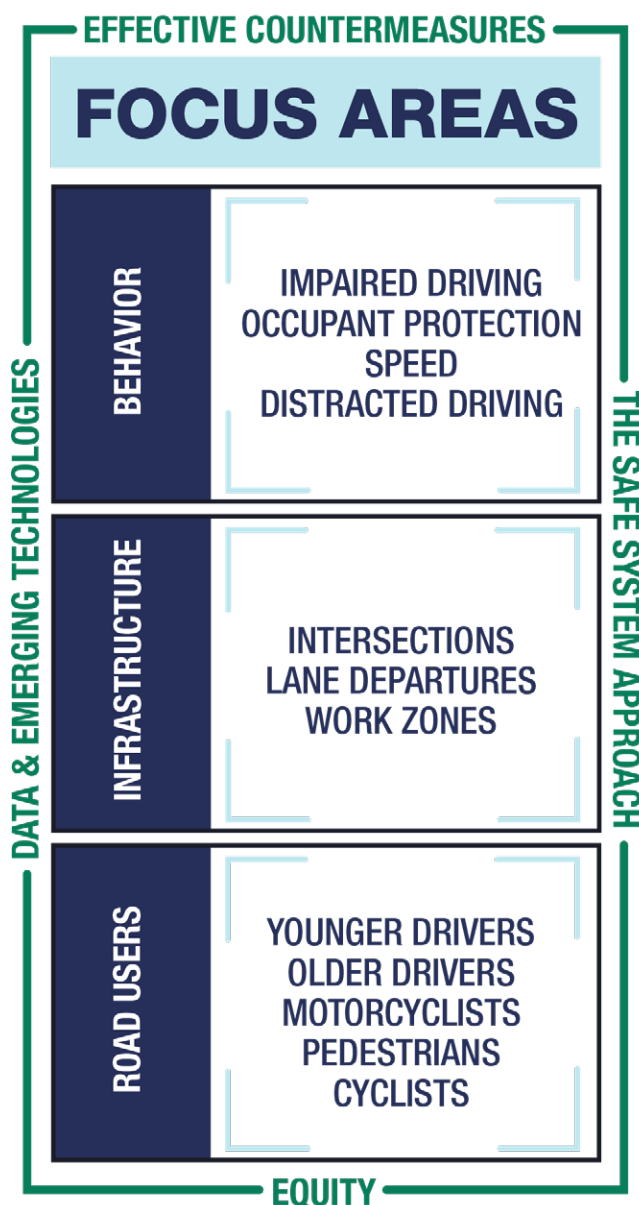 EFFECTIVE COUNTERMEASURES
FOCUS AREAS
BEHAVIOR
IMPAIRED DRIVING
OCCUPANT PROTECTION
SPEED
DISTRACTED DRIVING
DATA & EMERGING TECHNOLOGIES
THE SAFE SYSTEM APPROACH
INFRASTRUCTURE
INTERSECTIONS
LANE DEPARTURES
WORK ZONES
ROAD USERS
YOUNGER DRIVERS
OLDER DRIVERS
MOTORCYCLISTS
PEDESTRIANS
CYCLISTS
EQUITY